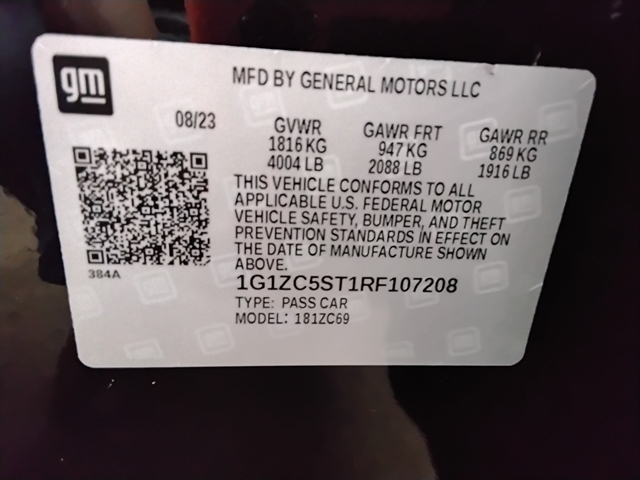 gm
MFD BY GENERAL MOTORS LLC
08/23 GVWR GAWR FRT GAWR RR
1816 KG 947 KG 869 KG
4004 LB 2088 LB 1916 LB
THIS VEHICLE CONFORMS TO ALL
APPLICABLE U.S. FEDERAL MOTOR
VEHICLE SAFETY, BUMPER, AND THEFT
PREVENTION STANDARDS IN EFFECT ON
THE DATE OF MANUFACTURE SHOWN
ABOVE.
384A
1G1ZC5ST1RF107208
TYPE: PASS CAR
MODEL: 181ZC69